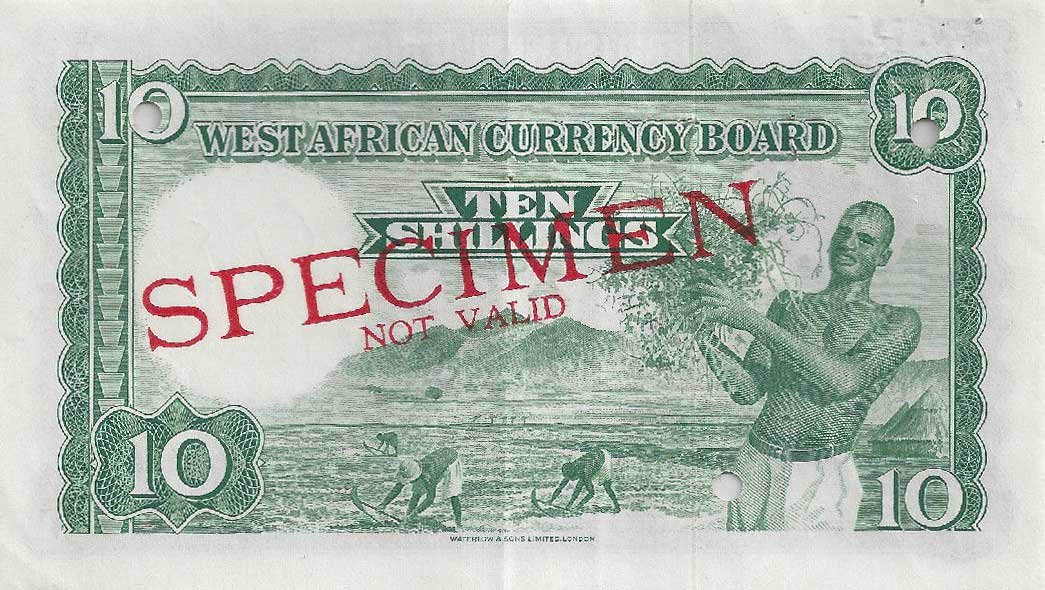 10 10
WEST AFRICAN CURRENCY BOARD
TEN
SHILLINGS
SPECIMEN
NOT VALID
10 10
WATERLOW & SONS LIMITED, LONDON